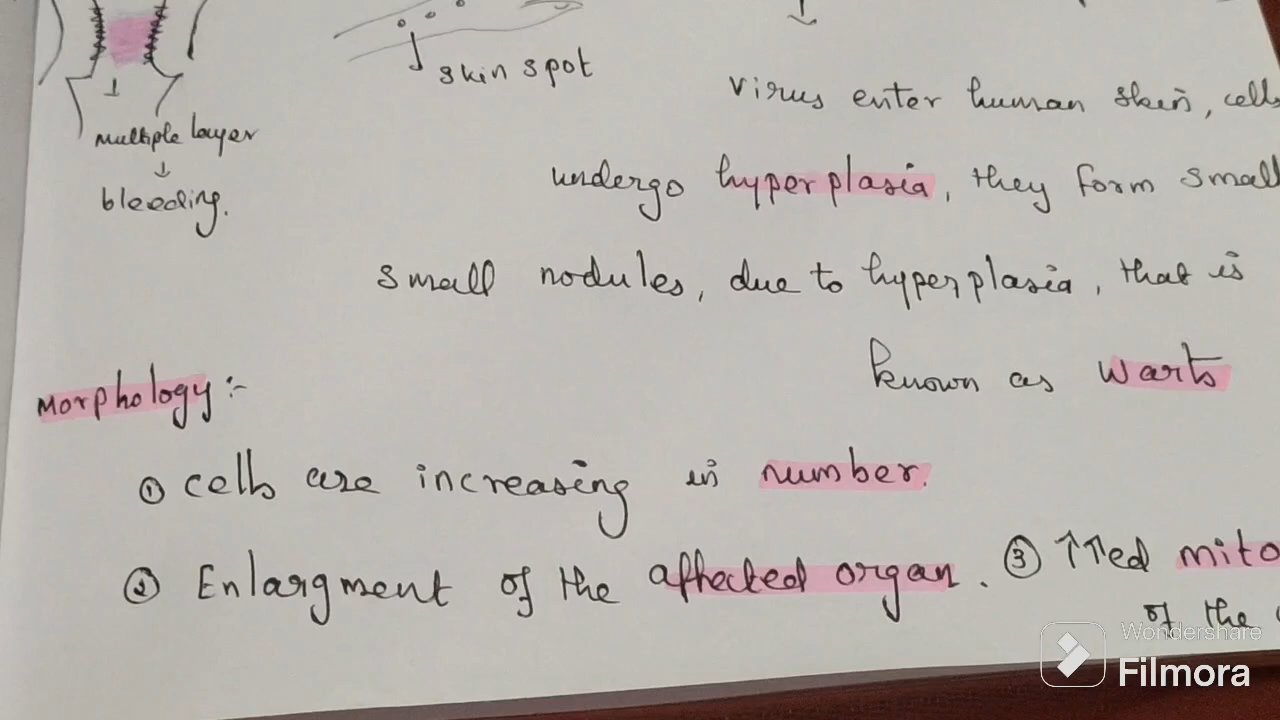 skin spot
multiple layer
bleeding.
virus enter human skin, cells
undergo hyperplasia, they form small
small nodules, due to hyperplasia, that is
known as warts
Morphology :-
① cells are increasing in number.
② Enlargment of the affected organ. ③ ↑↑ed mito
of the
Wondershare
Filmora